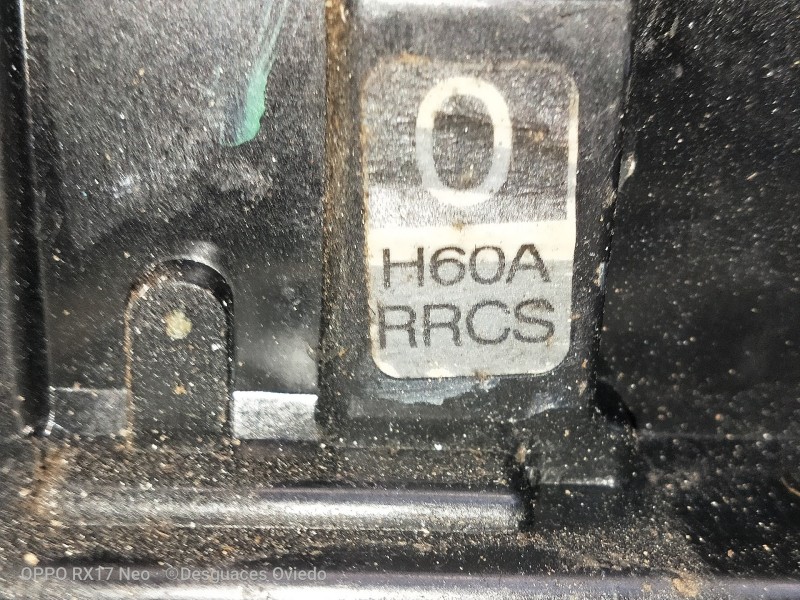 0
H60A
RRCS
OPPO RX17 Neo · ©Desguaces Oviedo